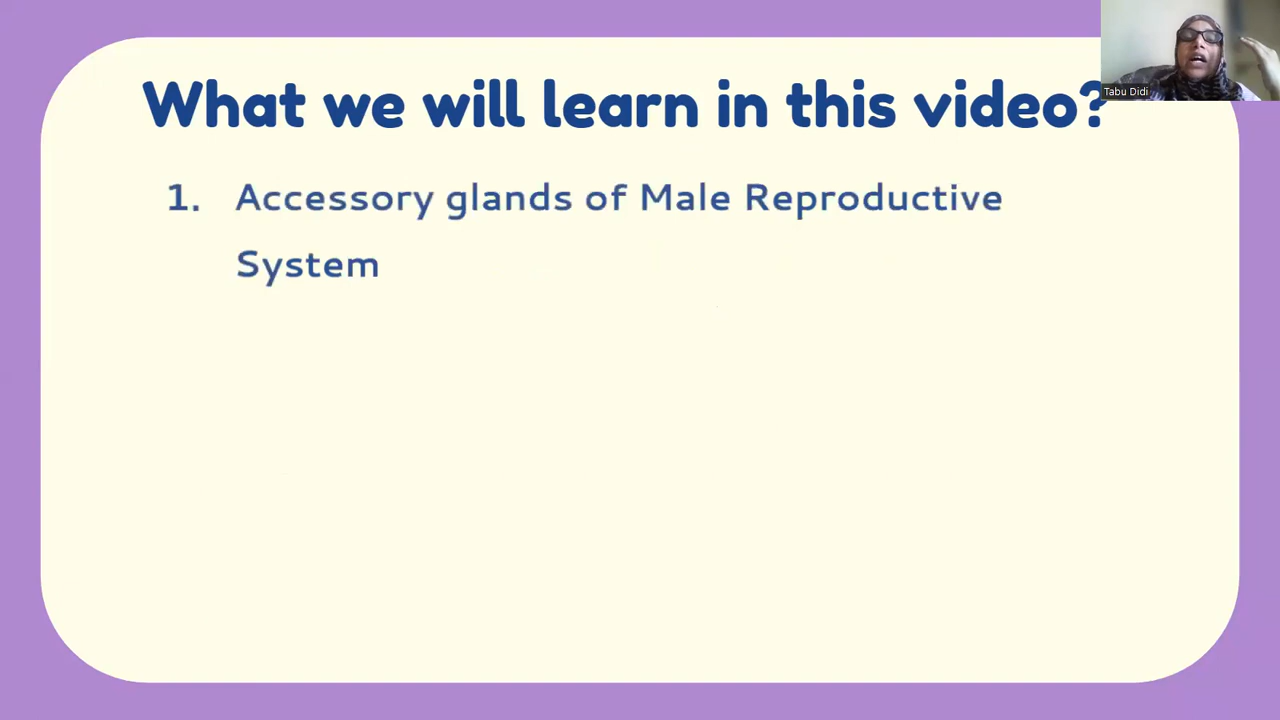 What we will learn in this video?
Tabu Didi
1. Accessory glands of Male Reproductive
System